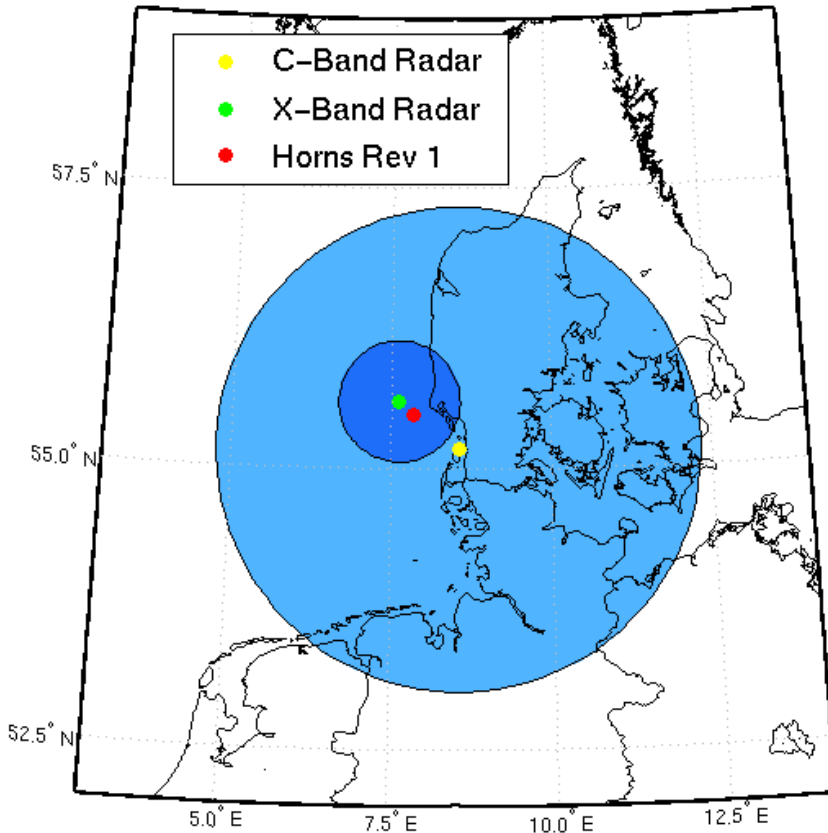 C-Band Radar
X-Band Radar
Horns Rev 1
57.5° N
55.0° N
52.5° N
5.0° E
7.5° E
10.0° E
12.5° E